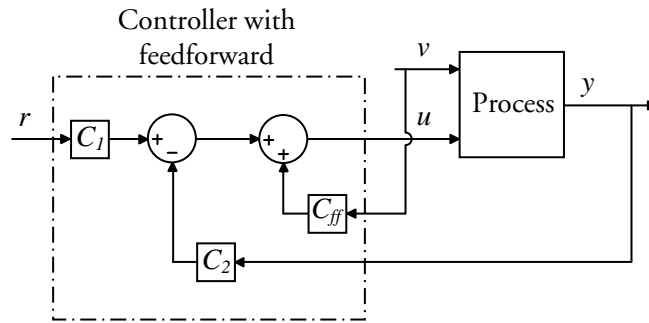 Controller with
feedforward
v
y
r
C1
+
−
+
+
u
Process
Cff
C2